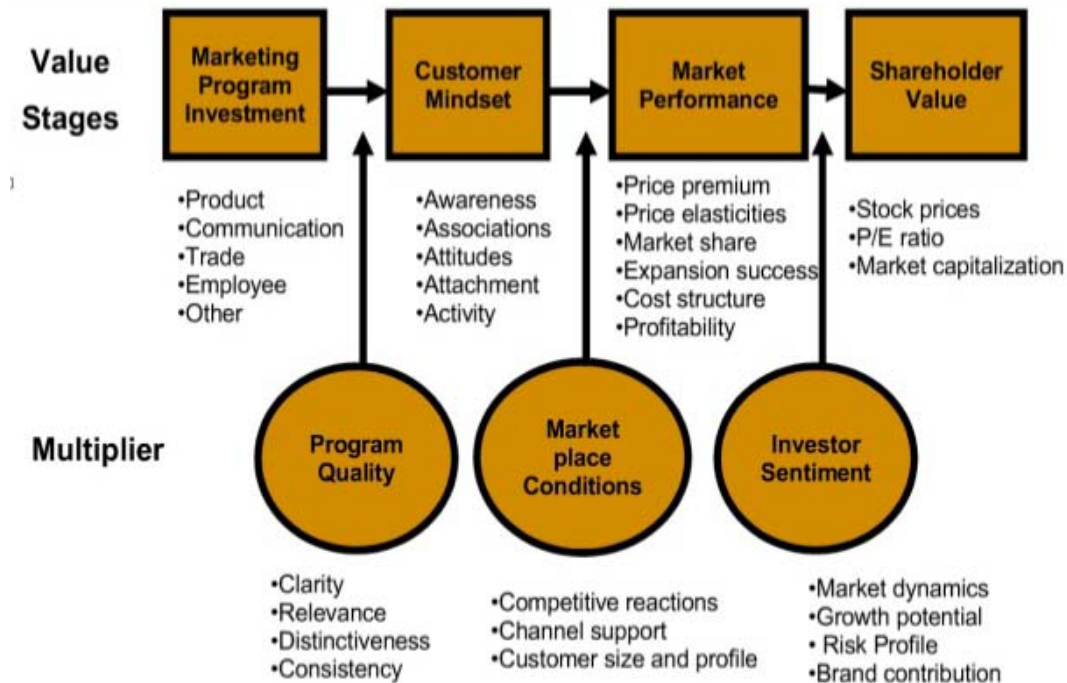 Value
Stages
Marketing
Program
Investment
Customer
Mindset
Market
Performance
Shareholder
Value
•Product
•Communication
•Trade
•Employee
•Other
•Awareness
•Associations
•Attitudes
•Attachment
•Activity
•Price premium
•Price elasticities
•Market share
•Expansion success
•Cost structure
•Profitability
•Stock prices
•P/E ratio
•Market capitalization
Multiplier
Program
Quality
Market
place
Conditions
Investor
Sentiment
•Clarity
•Relevance
•Distinctiveness
•Consistency
•Competitive reactions
•Channel support
•Customer size and profile
•Market dynamics
•Growth potential
• Risk Profile
•Brand contribution